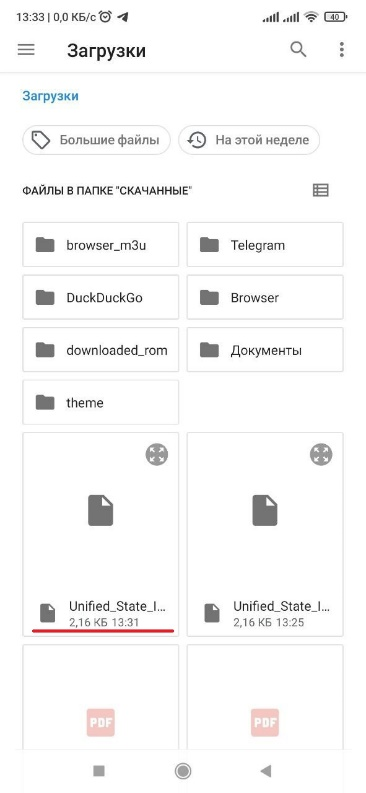 13:33 | 0,0 КБ/с
40
Загрузки
Загрузки
Большие файлы
На этой неделе
ФАЙЛЫ В ПАПКЕ "СКАЧАННЫЕ"
browser_m3u
Telegram
DuckDuckGo
Browser
downloaded_rom
Документы
theme
Unified_State_I...
2,16 КБ 13:31
Unified_State_I...
2,16 КБ 13:25
PDF
PDF